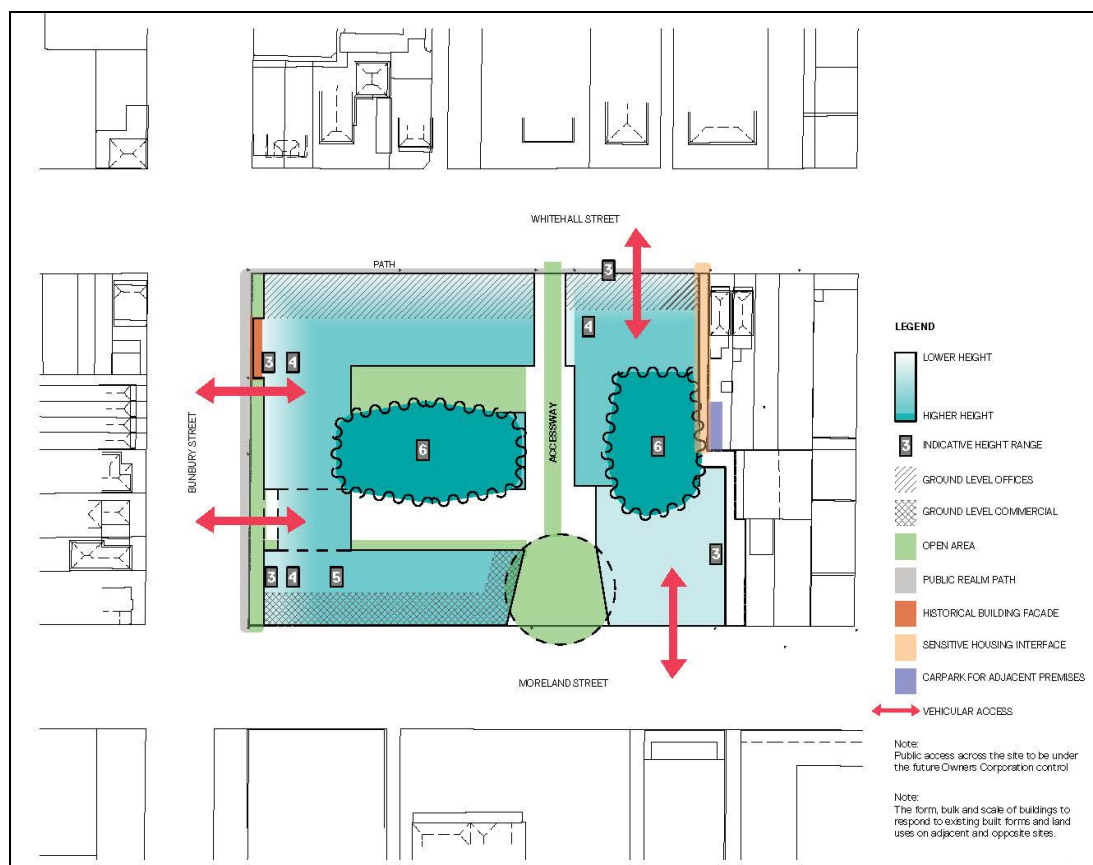 WHITEHALL STREET
PATH
3
4
3 4
BUNBURY STREET
ACCESSWAY
6
6
3
3 4 5
MORELAND STREET
LEGEND
LOWER HEIGHT
HIGHER HEIGHT
3 INDICATIVE HEIGHT RANGE
GROUND LEVEL OFFICES
GROUND LEVEL COMMERCIAL
OPEN AREA
PUBLIC REALM PATH
HISTORICAL BUILDING FACADE
SENSITIVE HOUSING INTERFACE
CARPARK FOR ADJACENT PREMISES
VEHICULAR ACCESS
Note:
Public access across the site to be under
the future Owners Corporation control
Note:
The form, bulk and scale of buildings to
respond to existing built forms and land
uses on adjacent and opposite sites.